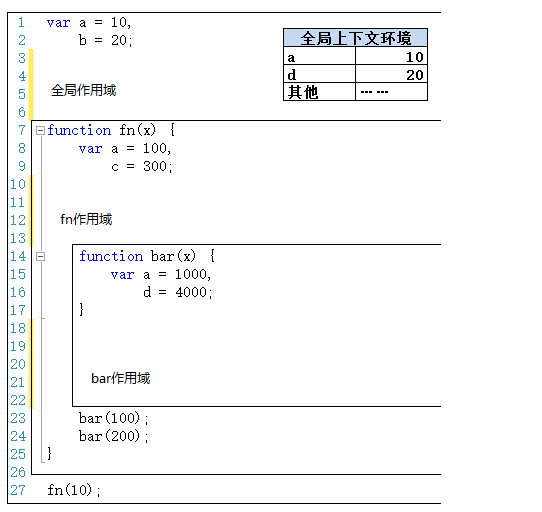 1 var a = 10,
2 b = 20;
3
4
5 全局作用域
6
7 function fn(x) {
8 var a = 100,
9 c = 300;
10
11
12 fn作用域
13
14 function bar(x) {
15 var a = 1000,
16 d = 4000;
17 }
18
19
20
21 bar作用域
22
23 bar(100);
24 bar(200);
25 }
26
27 fn(10);
全局上下文环境
a 10
d 20
其他 ……